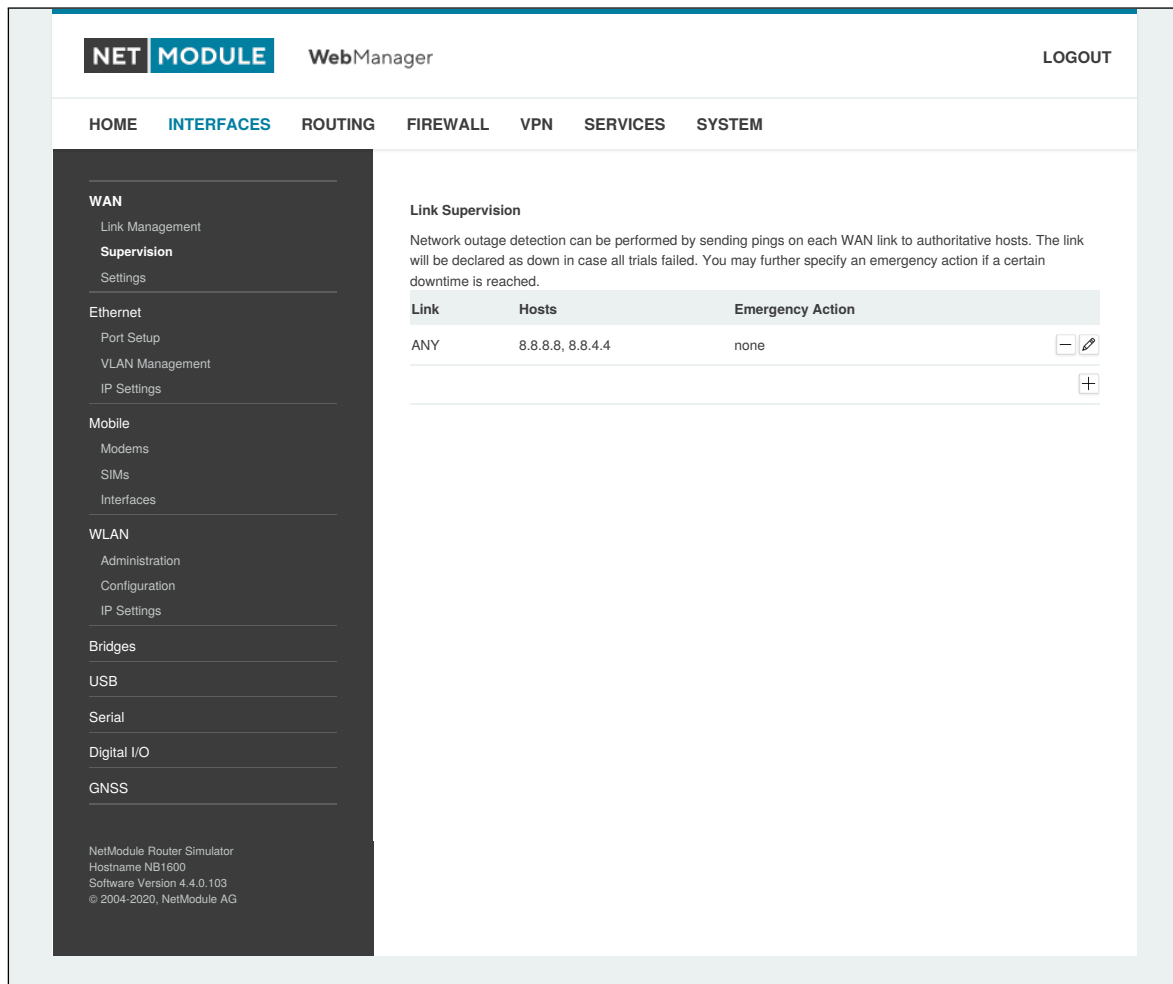 NET MODULE WebManager LOGOUT
HOME INTERFACES ROUTING FIREWALL VPN SERVICES SYSTEM
WAN
Link Management
Supervision
Settings
Ethernet
Port Setup
VLAN Management
IP Settings
Mobile
Modems
SIMs
Interfaces
WLAN
Administration
Configuration
IP Settings
Bridges
USB
Serial
Digital I/O
GNSS
NetModule Router Simulator
Hostname NB1600
Software Version 4.4.0.103
© 2004-2020, NetModule AG
Link Supervision
Network outage detection can be performed by sending pings on each WAN link to authoritative hosts. The link
will be declared as down in case all trials failed. You may further specify an emergency action if a certain
downtime is reached.
Link Hosts Emergency Action
ANY 8.8.8.8, 8.8.4.4 none